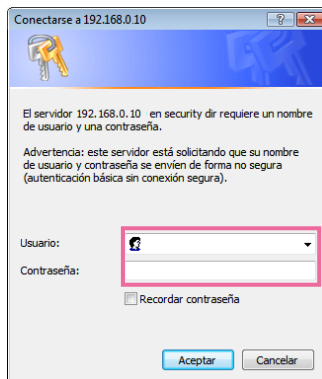 Conectarse a 192.168.0.10
El servidor 192.168.0.10 en security dir requiere un nombre
de usuario y una contraseña.
Advertencia: este servidor está solicitando que su nombre
de usuario y contraseña se envíen de forma no segura
(autenticación básica sin conexión segura).
Usuario:
Contraseña:
Recordar contraseña
Aceptar
Cancelar